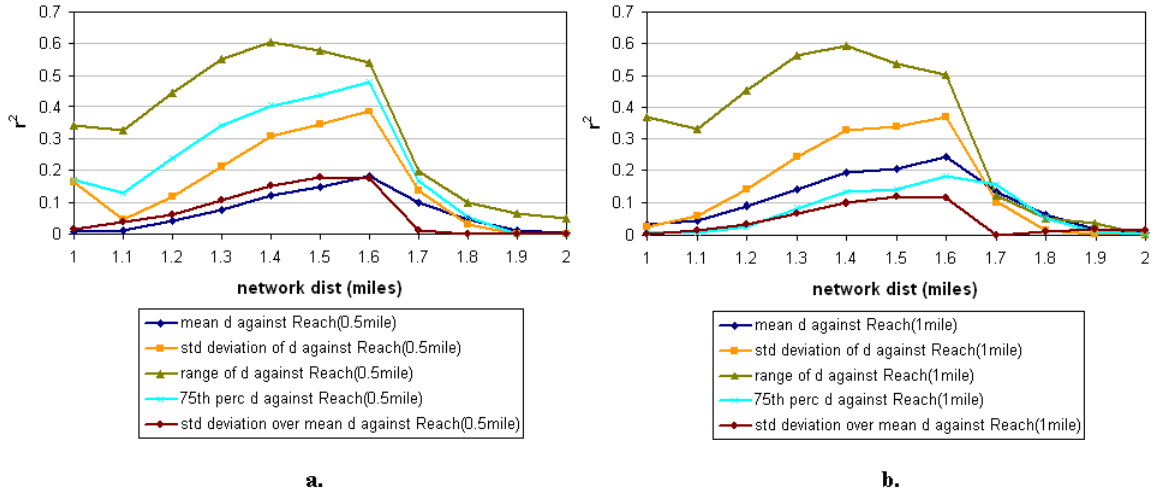 0.7
0.6
0.5
0.4
0.3
0.2
0.1
0
r²
1 1.1 1.2 1.3 1.4 1.5 1.6 1.7 1.8 1.9 2
network dist (miles)
mean d against Reach(0.5mile)
std deviation of d against Reach(0.5mile)
range of d against Reach(0.5mile)
75th perc d against Reach(0.5mile)
std deviation over mean d against Reach(0.5mile)
a.
0.7
0.6
0.5
0.4
0.3
0.2
0.1
0
r²
1 1.1 1.2 1.3 1.4 1.5 1.6 1.7 1.8 1.9 2
network dist (miles)
mean d against Reach(1mile)
std deviation of d against Reach(1mile)
range of d against Reach(1mile)
75th perc d against Reach(1mile)
std deviation over mean d against Reach(1mile)
b.